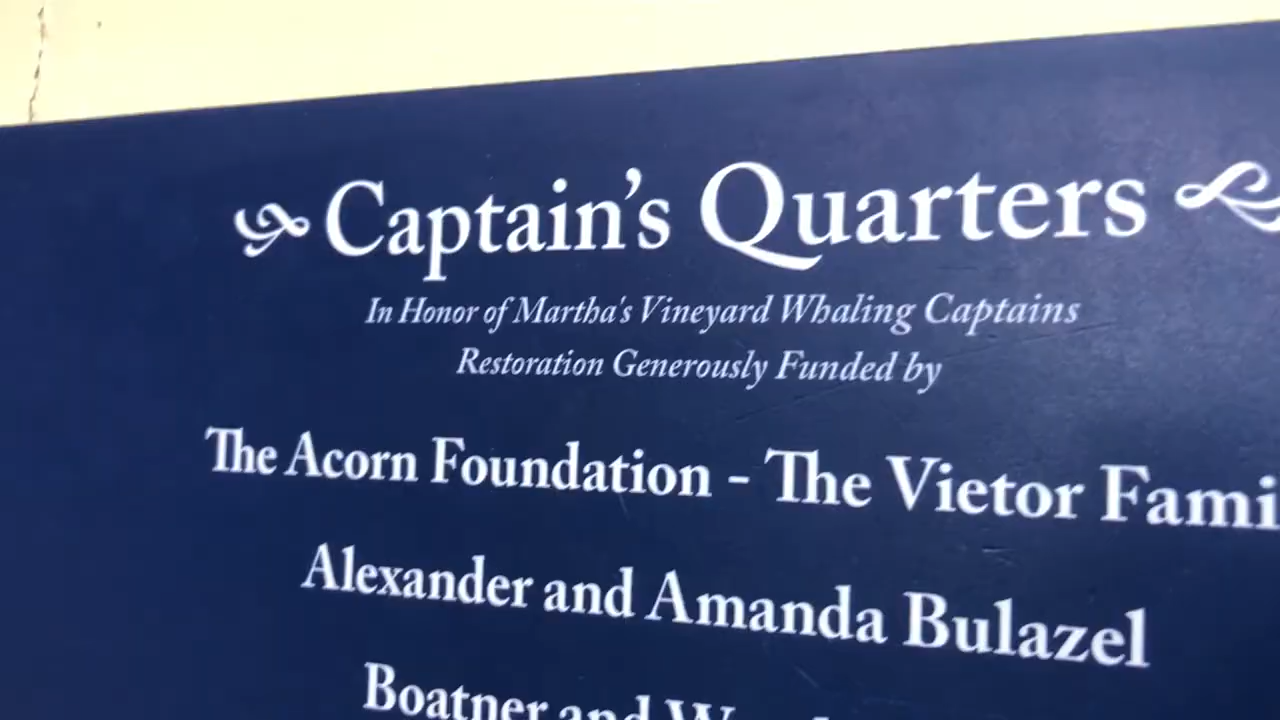 Captain's Quarters
In Honor of Martha's Vineyard Whaling Captains
Restoration Generously Funded by
The Acorn Foundation - The Vietor
Alexander and Amanda Bulazel
Boatner and